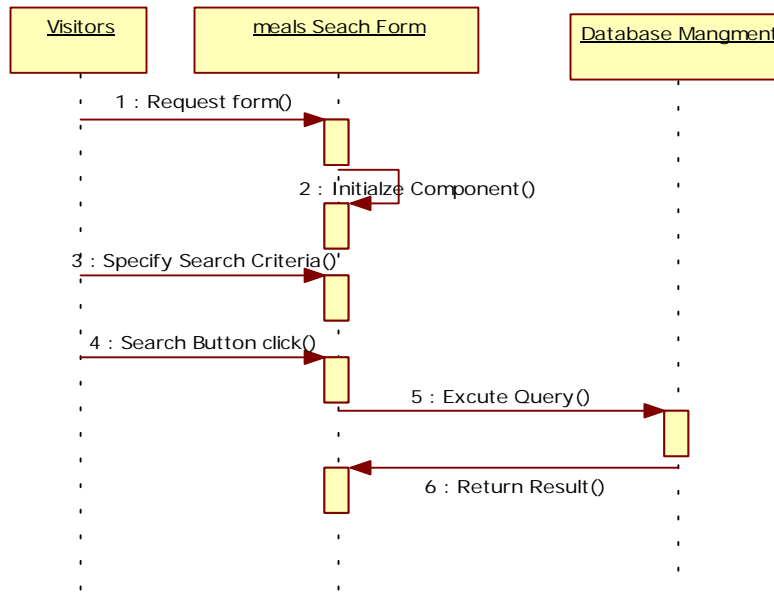 Visitors
meals Seach Form
Database Mangment
1 : Request form()
2 : Initialze Component()
3 : Specify Search Criteria()
4 : Search Button click()
5 : Excute Query()
6 : Return Result()